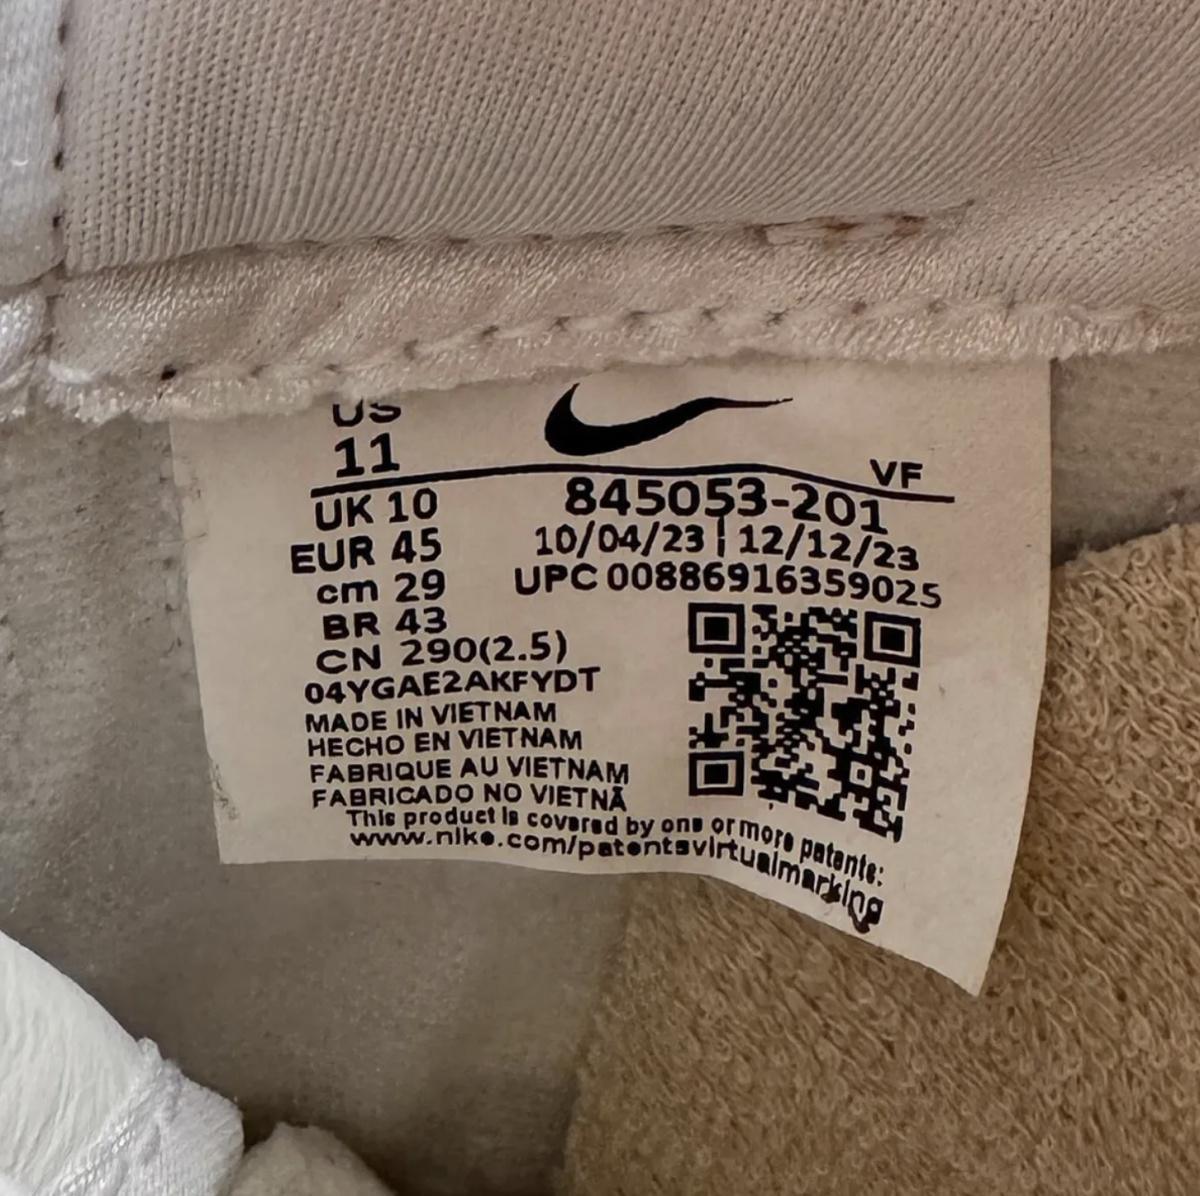 US
11
VF
UK 10
EUR 45
cm 29
BR 43
CN 290(2.5)
845053-201
10/04/23 | 12/12/23
UPC 00886916359025
04YGAE2AKFYDT
MADE IN VIETNAM
HECHO EN VIETNAM
FABRIQUE AU VIETNAM
FABRICADO NO VIETNÃ
This product is covered by one or more patents:
www.nike.com/patentsvirtualmarking